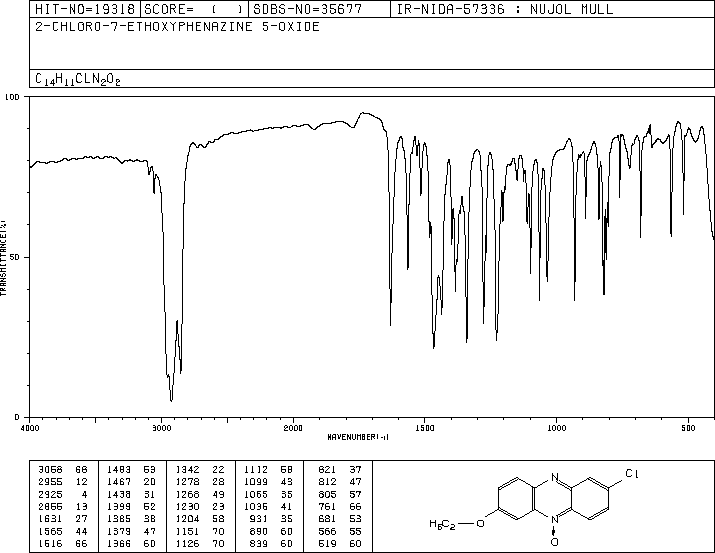 HIT-NO=19318 SCORE= ( ) SDBS-NO=35677 IR-NIDA-57336 : NUJOL MULL
2-CHLORO-7-ETHOXYPHENAZINE 5-OXIDE
C14H11CLN2O2
100
TRANSMITTANCE(%)
50
0
4000 3000 2000 1500 1000 500
WAVENUMBER(-1)
3068 66 1483 53 1342 22 1112 58 821 37
2955 12 1467 20 1278 28 1099 43 812 47
2925 4 1438 31 1268 49 1065 35 805 57
2855 13 1399 52 1230 23 1036 41 761 66
1631 27 1385 38 1204 58 931 35 681 53
1565 44 1379 47 1151 70 890 60 566 55
1516 66 1366 60 1126 70 839 60 519 60
N
Cl
H5C2
O
N
O